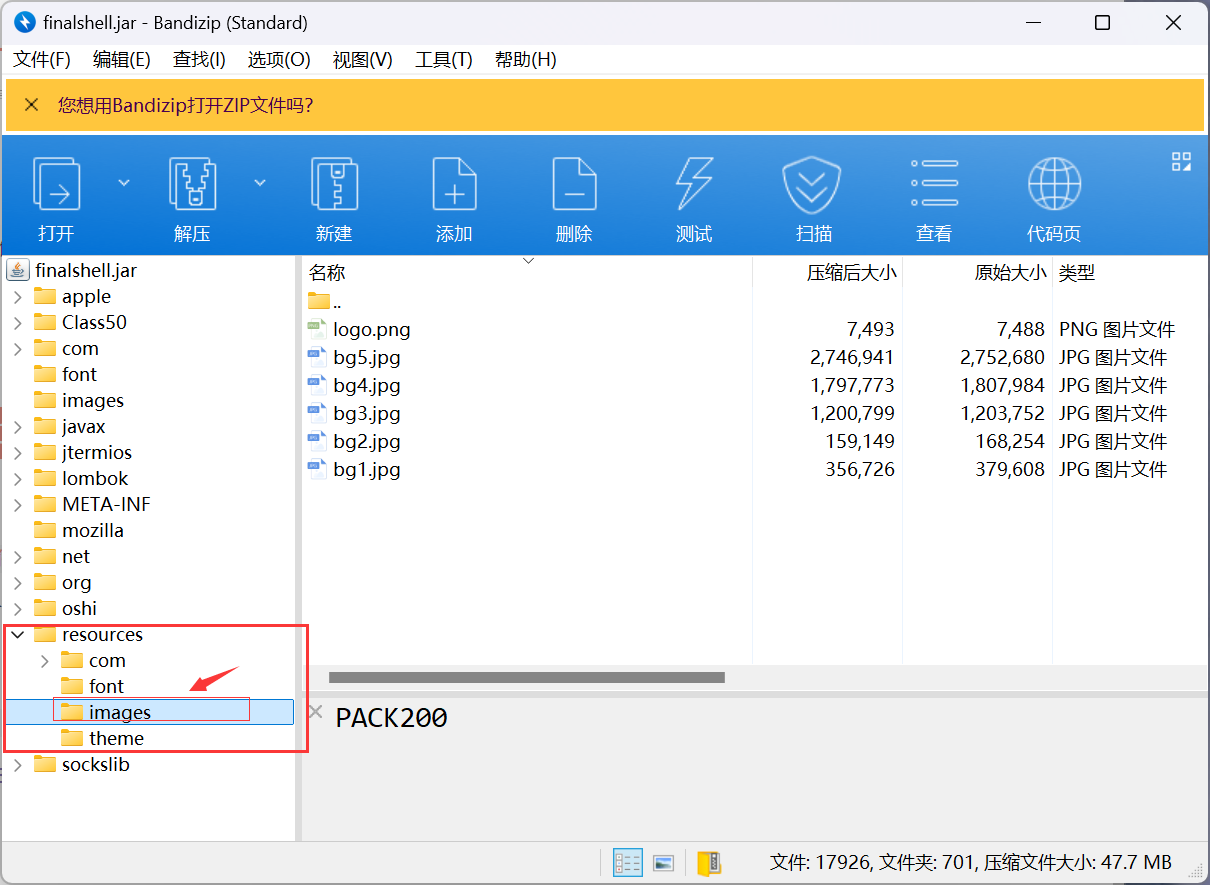 finalshell.jar - Bandizip (Standard)
文件(F) 编辑(E) 查找(I) 选项(O) 视图(V) 工具(T) 帮助(H)
您想用Bandizip打开ZIP文件吗?
打开 解压 新建 添加 删除 测试 扫描 查看 代码页
finalshell.jar
apple
Class50
com
font
images
javax
jtermios
lombok
META-INF
mozilla
net
org
oshi
resources
com
font
images
theme
sockslib
名称 压缩后大小 原始大小 类型
..
logo.png 7,493 7,488 PNG 图片文件
bg5.jpg 2,746,941 2,752,680 JPG 图片文件
bg4.jpg 1,797,773 1,807,984 JPG 图片文件
bg3.jpg 1,200,799 1,203,752 JPG 图片文件
bg2.jpg 159,149 168,254 JPG 图片文件
bg1.jpg 356,726 379,608 JPG 图片文件
PACK200
文件: 17926, 文件夹: 701, 压缩文件大小: 47.7 MB